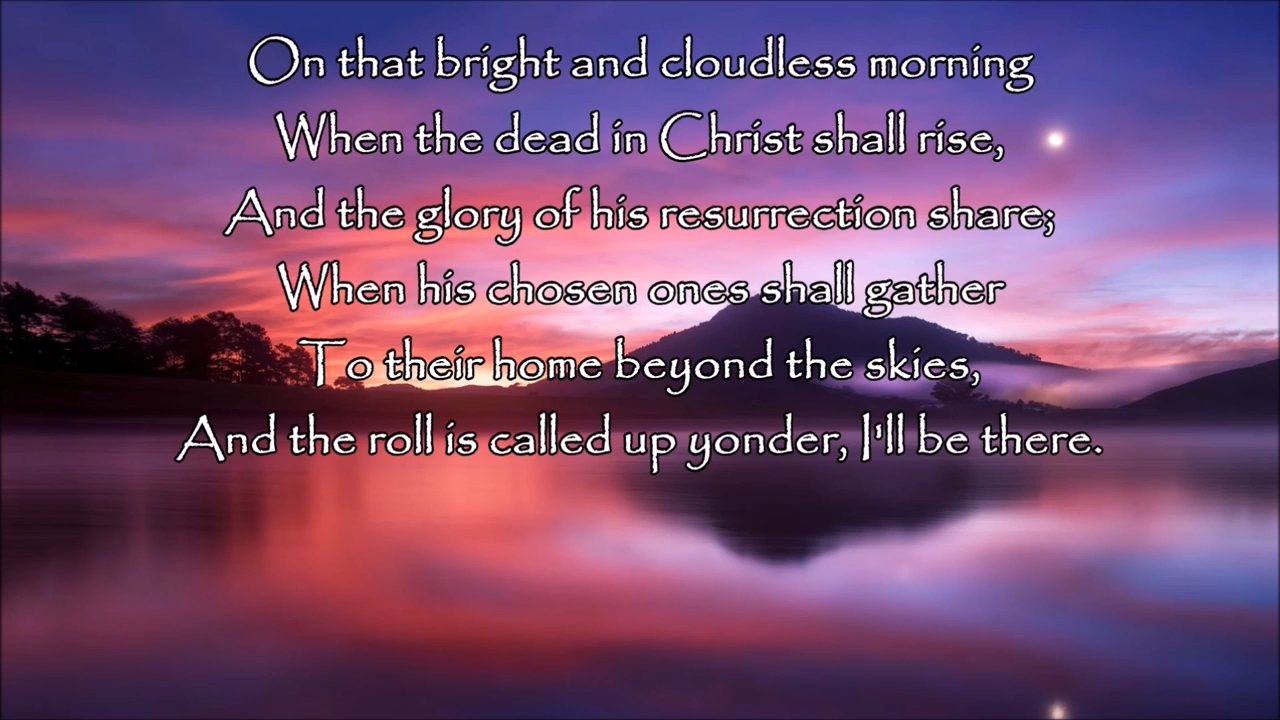 On that bright and cloudless morning
When the dead in Christ shall rise,
And the glory of his resurrection share;
When his chosen ones shall gather
To their home beyond the skies,
And the roll is called up yonder, I'll be there.